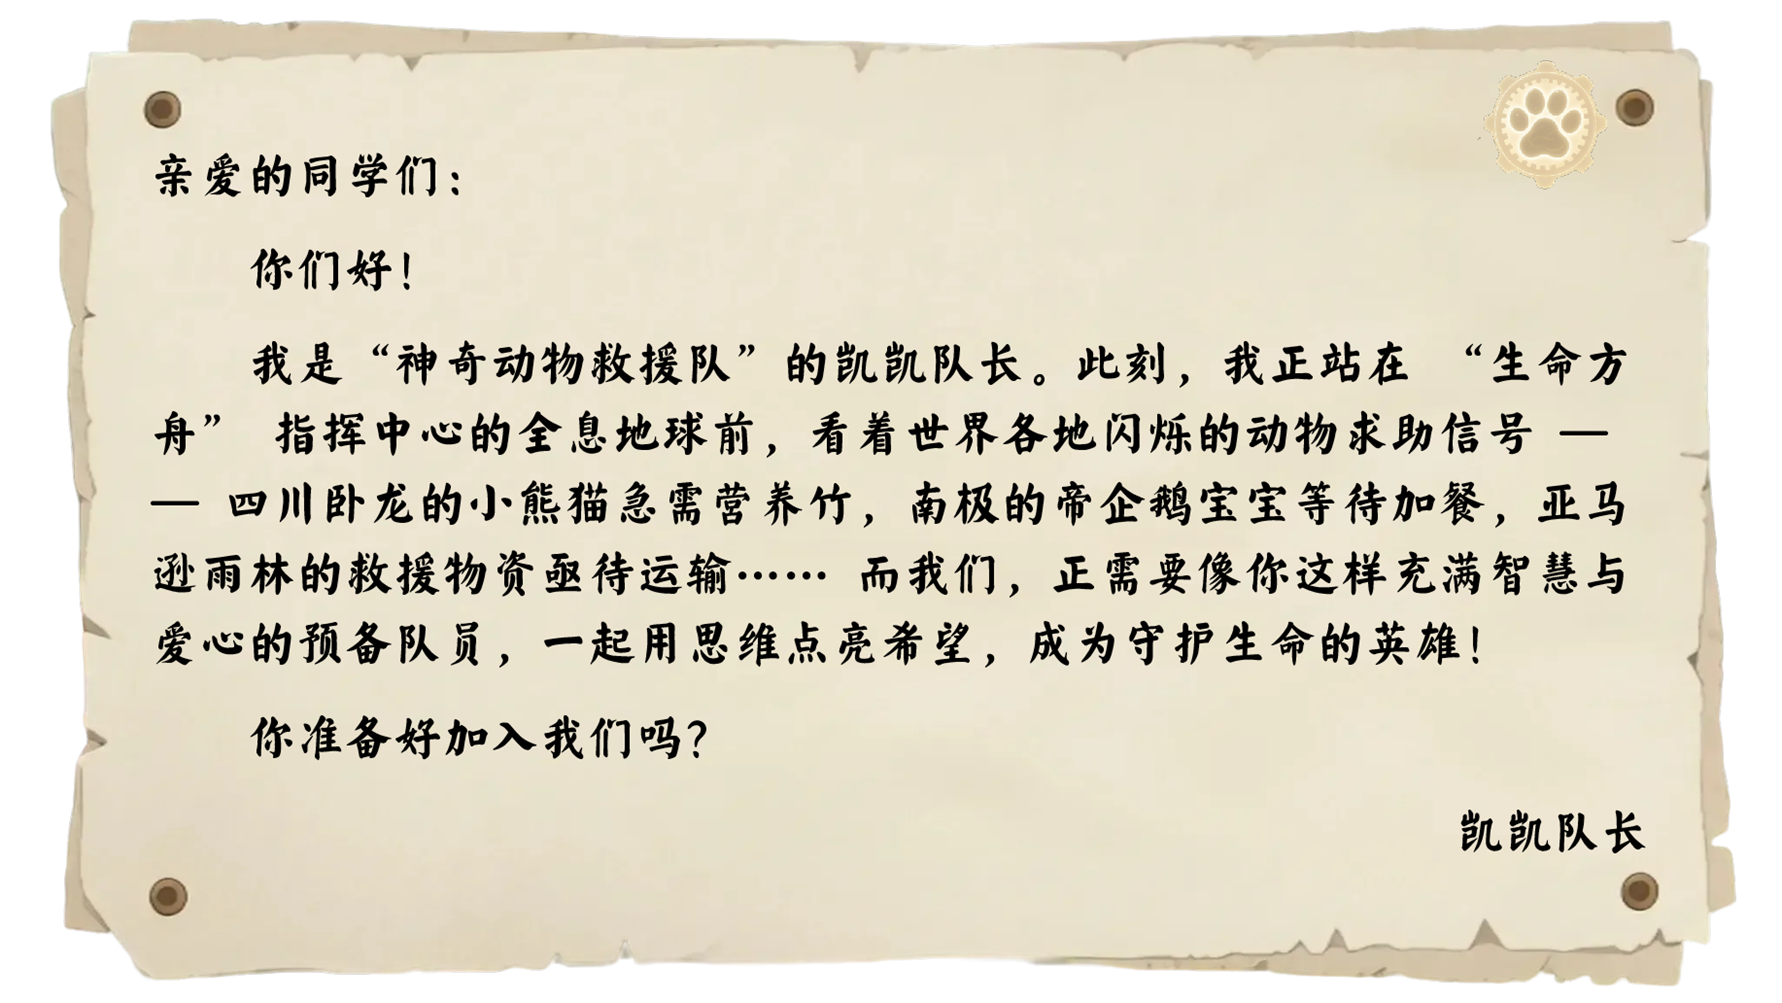 亲爱的同学们：
你们好！
我是“神奇动物救援队”的凯凯队长。此刻，我正站在 “生命方
舟” 指挥中心的全息地球前，看着世界各地闪烁的动物求助信号 —
— 四川卧龙的小熊猫急需营养竹，南极的帝企鹅宝宝等待加餐，亚马
逊雨林的救援物资亟待运输…… 而我们，正需要像你这样充满智慧与
爱心的预备队员，一起用思维点亮希望，成为守护生命的英雄！
你准备好加入我们吗？
凯凯队长